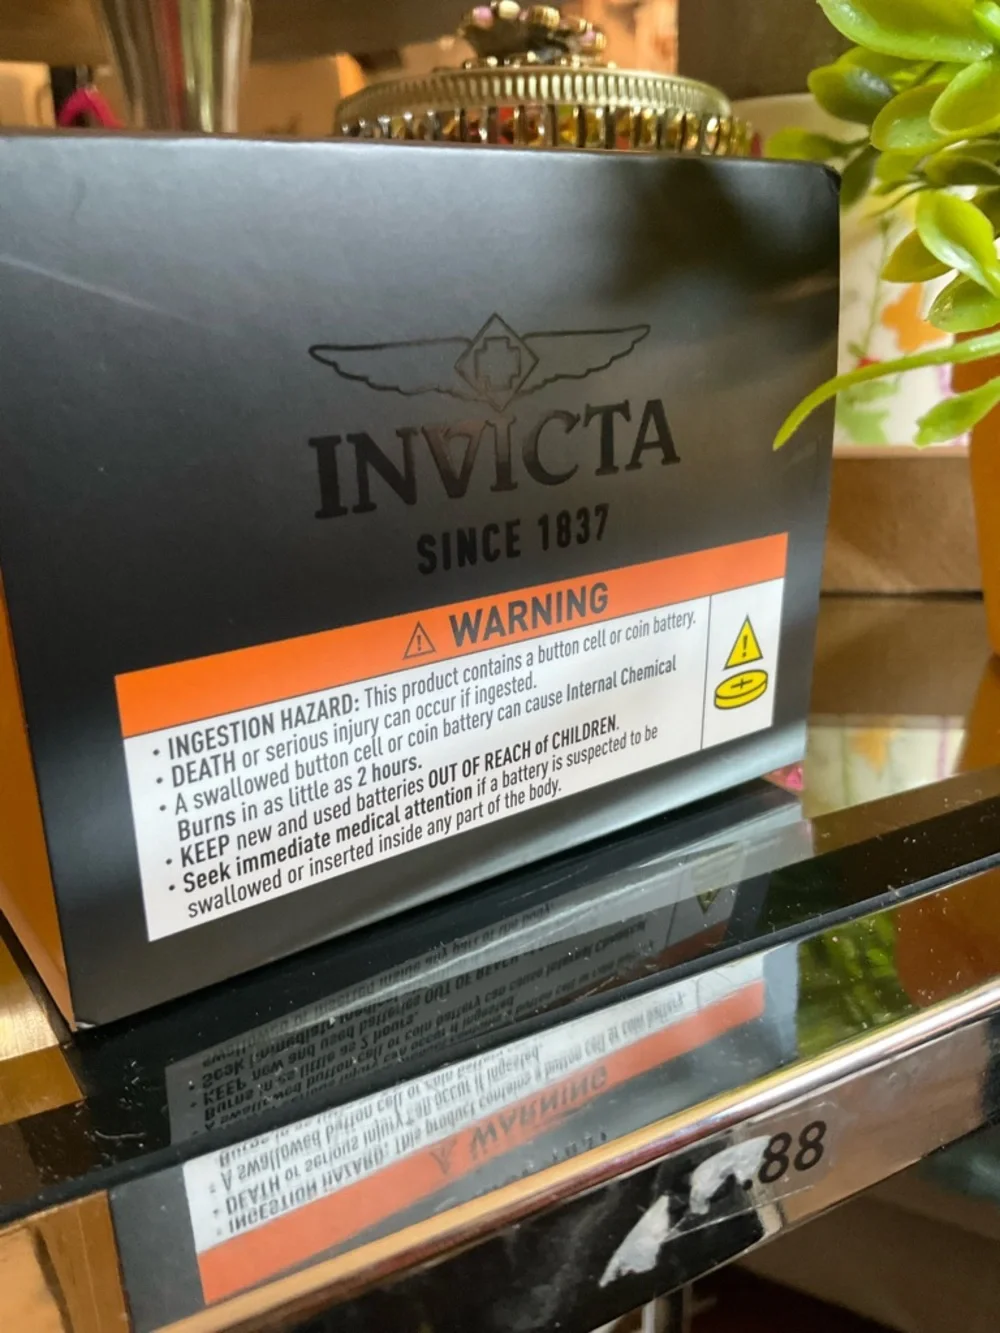 INVICTA
SINCE 1837
WARNING
• INGESTION HAZARD: This product contains a button cell or coin battery.
• DEATH or serious injury can occur if ingested.
• A swallowed button cell or coin battery can cause Internal Chemical
Burns in as little as 2 hours.
• KEEP new and used batteries OUT OF REACH of CHILDREN.
• Seek immediate medical attention if a battery is suspected to be
swallowed or inserted inside any part of the body.
.88